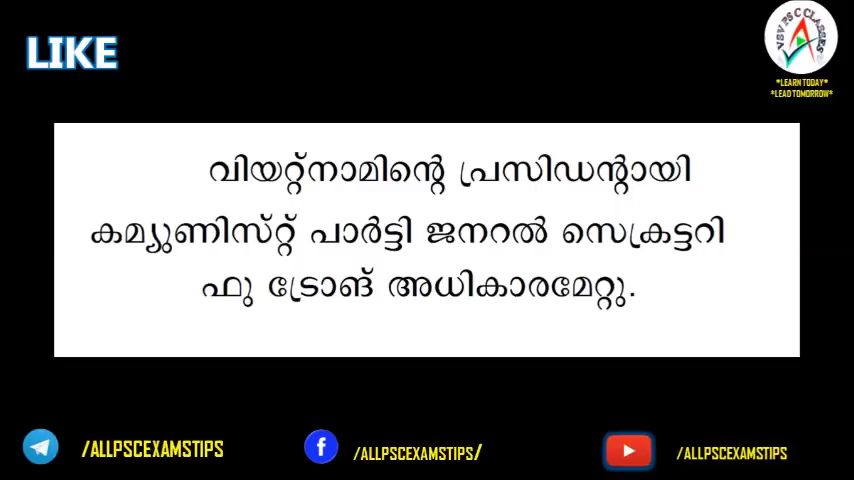 LIKE
VSV PSC CLASSES
*LEARN TODAY*
*LEAD TOMORROW*
വിയറ്റ്നാമിന്റെ പ്രസിഡന്റായി
കമ്യുണിസ്റ്റ് പാർട്ടി ജനറൽ സെക്രട്ടറി
ഫു ട്രോങ് അധികാരമേറ്റു.
/ALLPSCEXAMSTIPS
/ALLPSCEXAMSTIPS/
/ALLPSCEXAMSTIPS